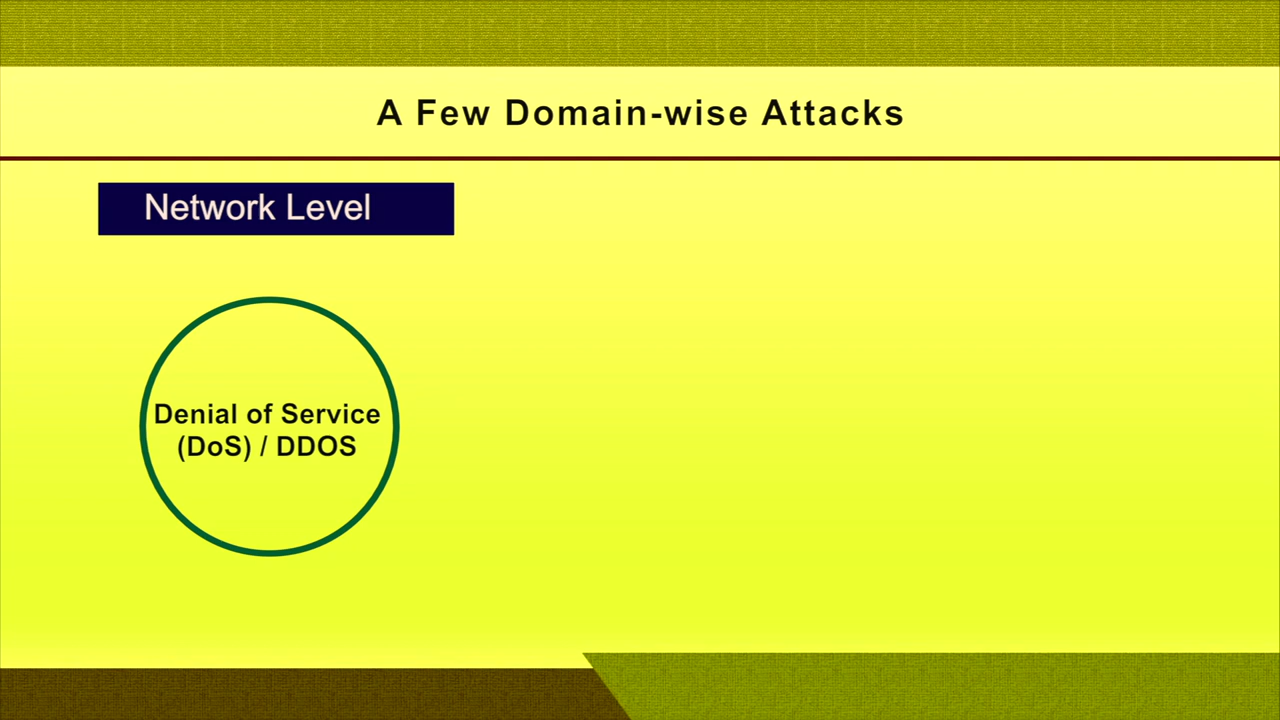 A Few Domain-wise Attacks
Network Level
Denial of Service
(DoS) / DDOS